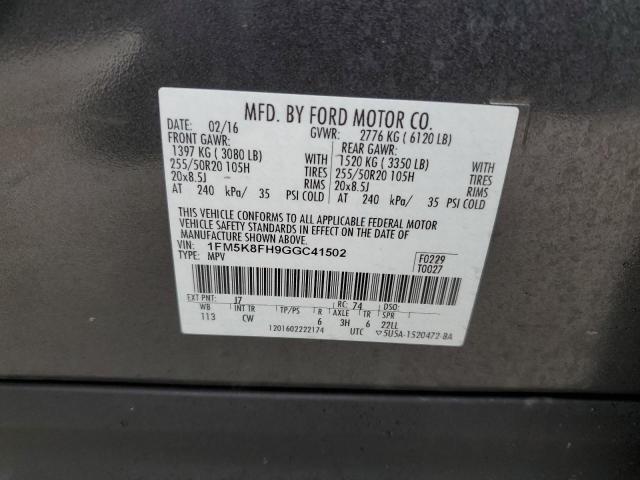 MFD. BY FORD MOTOR CO.
DATE: 02/16 GVWR: 2776 KG ( 6120 LB)
FRONT GAWR: REAR GAWR:
1397 KG ( 3080 LB) WITH 1520 KG ( 3350 LB) WITH
255/50R20 105H TIRES 255/50R20 105H TIRES
20x8.5J RIMS 20x8.5J RIMS
AT 240 kPa/ 35 PSI COLD AT 240 kPa/ 35 PSI COLD
THIS VEHICLE CONFORMS TO ALL APPLICABLE FEDERAL MOTOR
VEHICLE SAFETY STANDARDS IN EFFECT ON THE DATE OF
MANUFACTURE SHOWN ABOVE.
VIN: 1FM5K8FH9GGC41502 F0229
TYPE: MPV T0027
EXT PNT: J7 RC: 74 DSO:
WB INT TR TP/PS R AXLE TR SPR
113 CW 6 3H 6 22LL
1201602222174 UTC 5U5A-1520472-BA